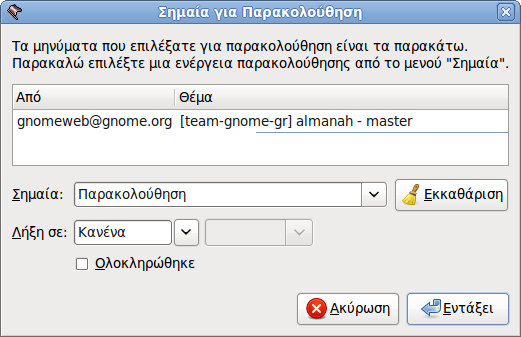 Σημαία για Παρακολούθηση
Τα μηνύματα που επιλέξατε για παρακολούθηση είναι τα παρακάτω.
Παρακαλώ επιλέξτε μια ενέργεια παρακολούθησης από το μενού "Σημαία".
Από Θέμα
gnomeweb@gnome.org [team-gnome-gr] almanah - master
Σημαία: Παρακολούθηση Εκκαθάριση
Λήξη σε: Κανένα
Ολοκληρώθηκε
Ακύρωση Εντάξει